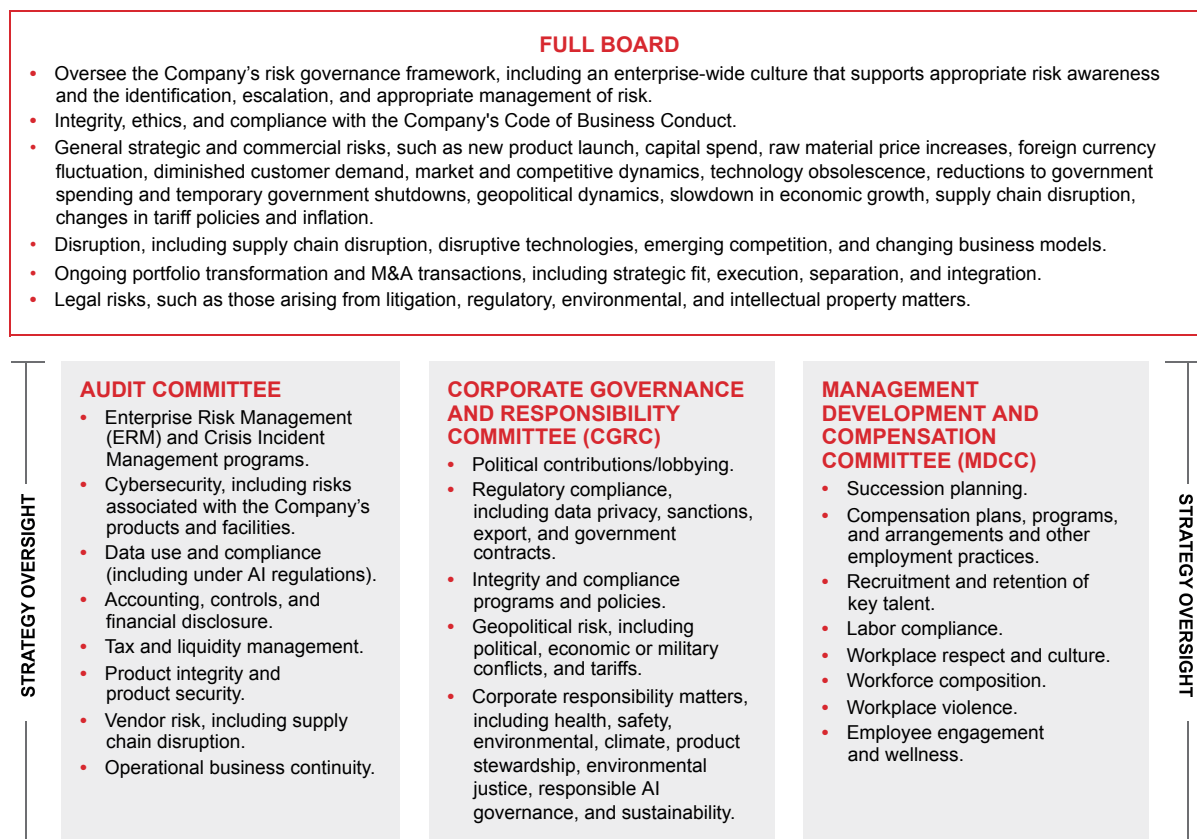 FULL BOARD
• Oversee the Company's risk governance framework, including an enterprise-wide culture that supports appropriate risk awareness
and the identification, escalation, and appropriate management of risk.
• Integrity, ethics, and compliance with the Company's Code of Business Conduct.
• General strategic and commercial risks, such as new product launch, capital spend, raw material price increases, foreign currency
fluctuation, diminished customer demand, market and competitive dynamics, technology obsolescence, reductions to government
spending and temporary government shutdowns, geopolitical dynamics, slowdown in economic growth, supply chain disruption,
changes in tariff policies and inflation.
• Disruption, including supply chain disruption, disruptive technologies, emerging competition, and changing business models.
• Ongoing portfolio transformation and M&A transactions, including strategic fit, execution, separation, and integration.
• Legal risks, such as those arising from litigation, regulatory, environmental, and intellectual property matters.
STRATEGY OVERSIGHT
AUDIT COMMITTEE
• Enterprise Risk Management
(ERM) and Crisis Incident
Management programs.
• Cybersecurity, including risks
associated with the Company's
products and facilities.
• Data use and compliance
(including under AI regulations).
• Accounting, controls, and
financial disclosure.
• Tax and liquidity management.
• Product integrity and
product security.
• Vendor risk, including supply
chain disruption.
• Operational business continuity.
CORPORATE GOVERNANCE
AND RESPONSIBILITY
COMMITTEE (CGRC)
• Political contributions/lobbying.
• Regulatory compliance,
including data privacy, sanctions,
export, and government
contracts.
• Integrity and compliance
programs and policies.
• Geopolitical risk, including
political, economic or military
conflicts, and tariffs.
• Corporate responsibility matters,
including health, safety,
environmental, climate, product
stewardship, environmental
justice, responsible AI
governance, and sustainability.
MANAGEMENT
DEVELOPMENT AND
COMPENSATION
COMMITTEE (MDCC)
• Succession planning.
• Compensation plans, programs,
and arrangements and other
employment practices.
• Recruitment and retention of
key talent.
• Labor compliance.
• Workplace respect and culture.
• Workforce composition.
• Workplace violence.
• Employee engagement
and wellness.
STRATEGY OVERSIGHT